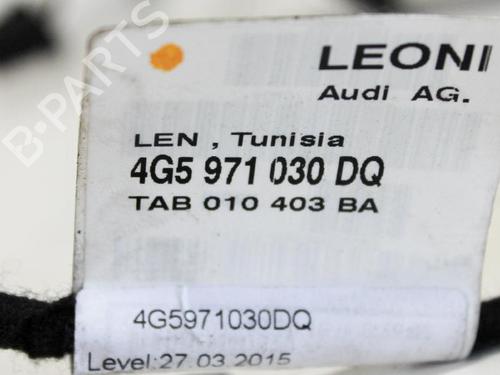 B-PARTS
LEONI
Audi AG.
LEN , Tunisia
4G5 971 030 DQ
TAB 010 403 BA
4G5971030DQ
Level:27.03.2015